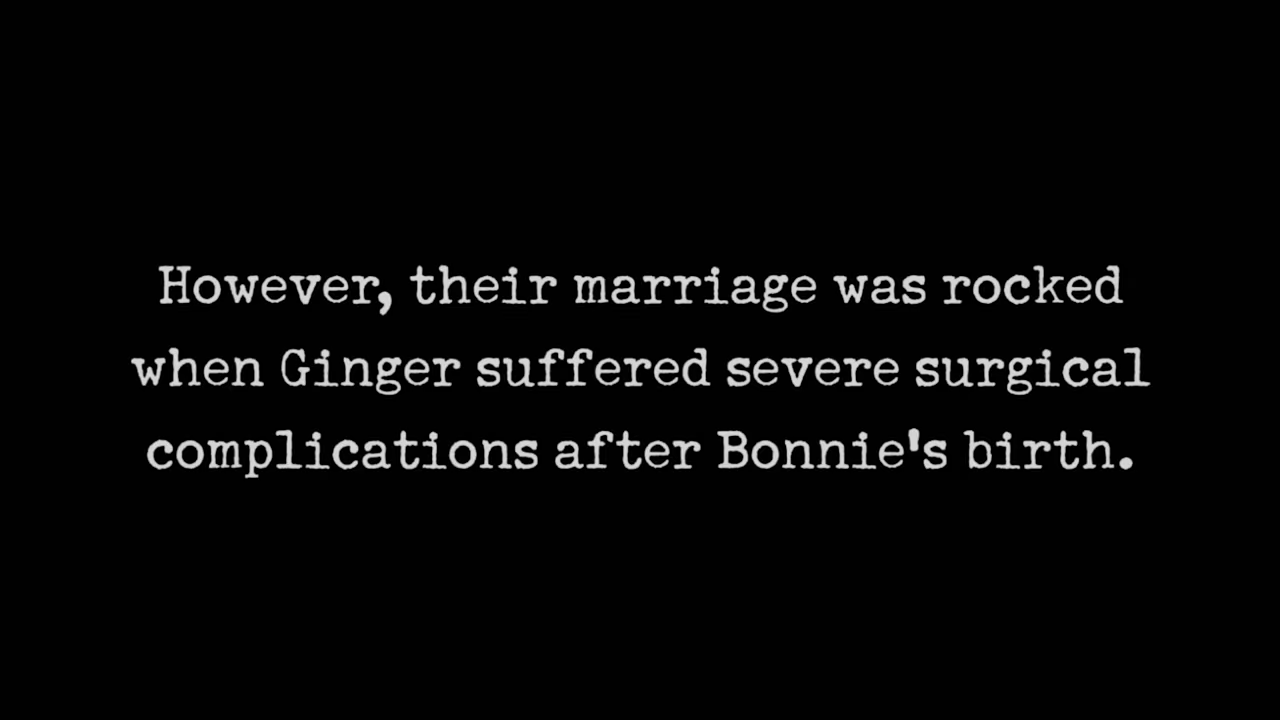 However, their marriage was rocked
when Ginger suffered severe surgical
complications after Bonnie's birth.